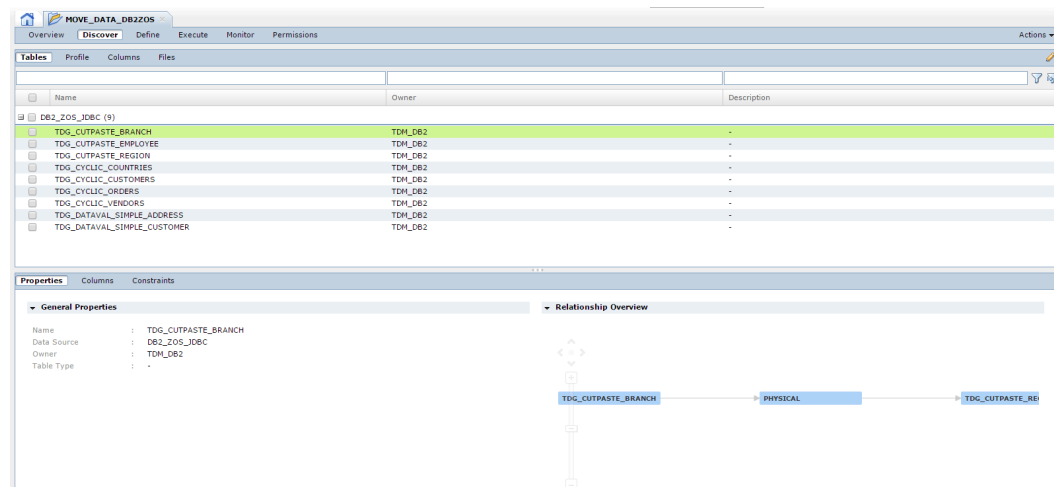 MOVE_DATA_DB2ZOS
Overview Discover Define Execute Monitor Permissions Actions
Tables Profile Columns Files
Name Owner Description
DB2_ZOS_JDBC (9)
TDG_CUTPASTE_BRANCH TDM_DB2 -
TDG_CUTPASTE_EMPLOYEE TDM_DB2 -
TDG_CUTPASTE_REGION TDM_DB2 -
TDG_CYCLIC_COUNTRIES TDM_DB2 -
TDG_CYCLIC_CUSTOMERS TDM_DB2 -
TDG_CYCLIC_ORDERS TDM_DB2 -
TDG_CYCLIC_VENDORS TDM_DB2 -
TDG_DATAVAL_SIMPLE_ADDRESS TDM_DB2 -
TDG_DATAVAL_SIMPLE_CUSTOMER TDM_DB2 -
Properties Columns Constraints
General Properties
Name : TDG_CUTPASTE_BRANCH
Data Source : DB2_ZOS_JDBC
Owner : TDM_DB2
Table Type : -
Relationship Overview
TDG_CUTPASTE_BRANCH PHYSICAL TDG_CUTPASTE_RE